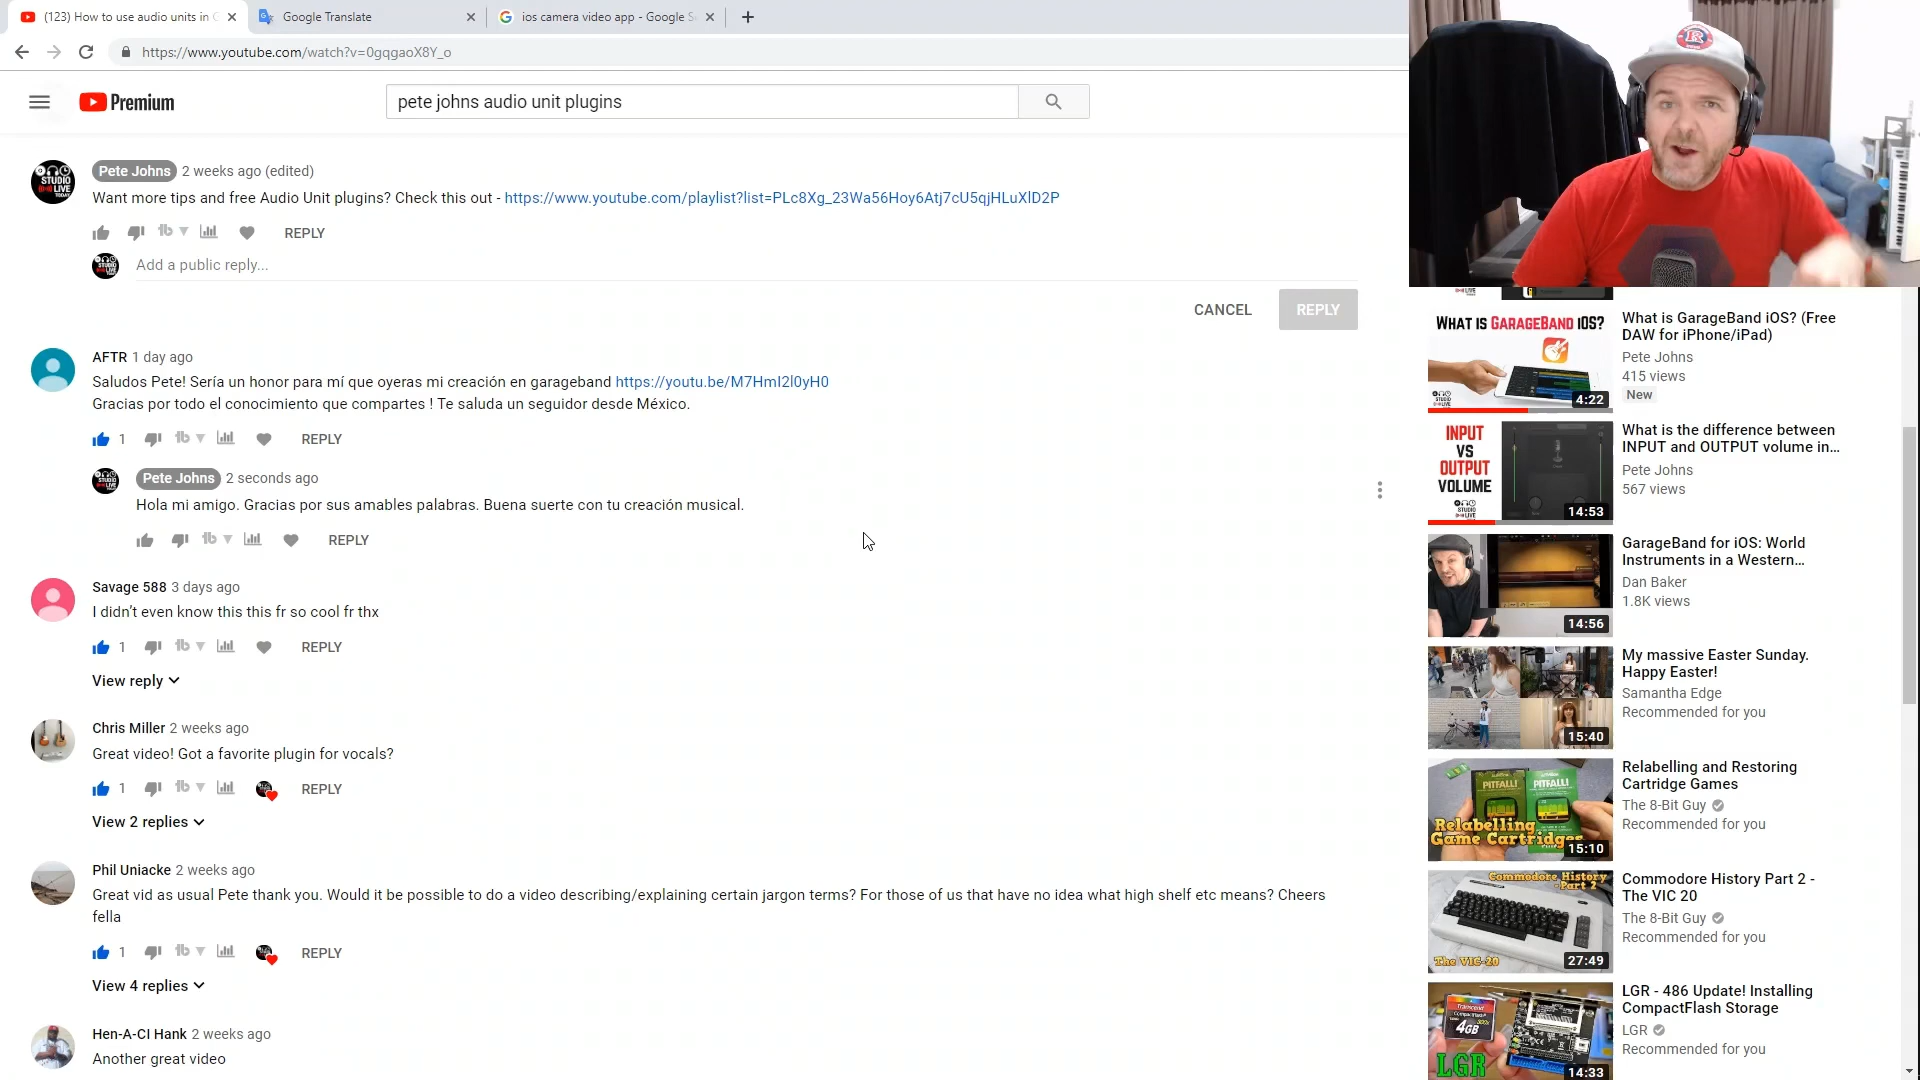 (123) How to use audio units in G
Google Translate
ios camera video app - Google Se
https://www.youtube.com/watch?v=0gqgaoX8Y_o
Premium
pete johns audio unit plugins
Pete Johns 2 weeks ago (edited)
Want more tips and free Audio Unit plugins? Check this out - https://www.youtube.com/playlist?list=PLc8Xg_23Wa56Hoy6Atj7cU5qjHLuXlD2P
REPLY
Add a public reply...
CANCEL
REPLY
AFTR 1 day ago
Saludos Pete! Sería un honor para mí que oyeras mi creación en garageband https://youtu.be/M7HmI2l0yH0
Gracias por todo el conocimiento que compartes ! Te saluda un seguidor desde México.
1 tb REPLY
Pete Johns 2 seconds ago
Hola mi amigo. Gracias por sus amables palabras. Buena suerte con tu creación musical.
tb REPLY
Savage 588 3 days ago
I didn't even know this this fr so cool fr thx
1 tb REPLY
View reply
Chris Miller 2 weeks ago
Great video! Got a favorite plugin for vocals?
1 tb REPLY
View 2 replies
Phil Uniacke 2 weeks ago
Great vid as usual Pete thank you. Would it be possible to do a video describing/explaining certain jargon terms? For those of us that have no idea what high shelf etc means? Cheers
fella
1 tb REPLY
View 4 replies
Hen-A-CI Hank 2 weeks ago
Another great video
WHAT IS GARAGEBAND iOS?
4:22
What is GarageBand iOS? (Free
DAW for iPhone/iPad)
Pete Johns
415 views
New
INPUT
VS
OUTPUT
VOLUME
14:53
What is the difference between
INPUT and OUTPUT volume in...
Pete Johns
567 views
14:56
GarageBand for iOS: World
Instruments in a Western...
Dan Baker
1.8K views
15:40
My massive Easter Sunday.
Happy Easter!
Samantha Edge
Recommended for you
PITFALL!
PITFALL!
Relabelling
Game Cartridges
15:10
Relabelling and Restoring
Cartridge Games
The 8-Bit Guy
Recommended for you
Commodore History
Part 2
The VIC-20
27:49
Commodore History Part 2 -
The VIC 20
The 8-Bit Guy
Recommended for you
Transcend
CompactFlash
4GB
LGR
14:33
LGR - 486 Update! Installing
CompactFlash Storage
LGR
Recommended for you